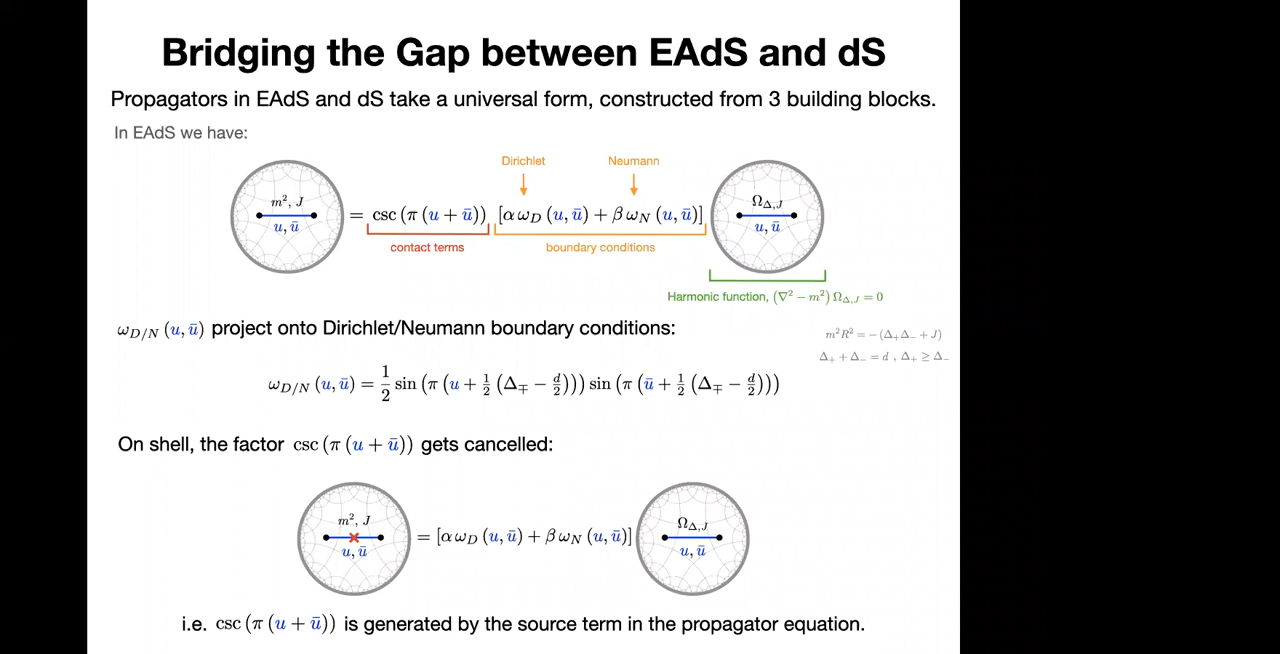 Bridging the Gap between EAdS and dS
Propagators in EAdS and dS take a universal form, constructed from 3 building blocks.
In EAdS we have:
Dirichlet Neumann
m², J
u, ū
= csc (π (u + ū)) [α ω_D (u, ū) + β ω_N (u, ū)]
Ω_{Δ,J}
u, ū
contact terms boundary conditions
Harmonic function, (∇² − m²) Ω_{Δ,J} = 0
ω_{D/N} (u, ū) project onto Dirichlet/Neumann boundary conditions:
m²R² = −(Δ₊Δ₋ + J)
Δ₊ + Δ₋ = d , Δ₊ ≥ Δ₋
ω_{D/N} (u, ū) = 1/2 sin (π (u + 1/2 (Δ_∓ − d/2))) sin (π (ū + 1/2 (Δ_∓ − d/2)))
On shell, the factor csc (π (u + ū)) gets cancelled:
m², J
u, ū
= [α ω_D (u, ū) + β ω_N (u, ū)]
Ω_{Δ,J}
u, ū
i.e. csc (π (u + ū)) is generated by the source term in the propagator equation.